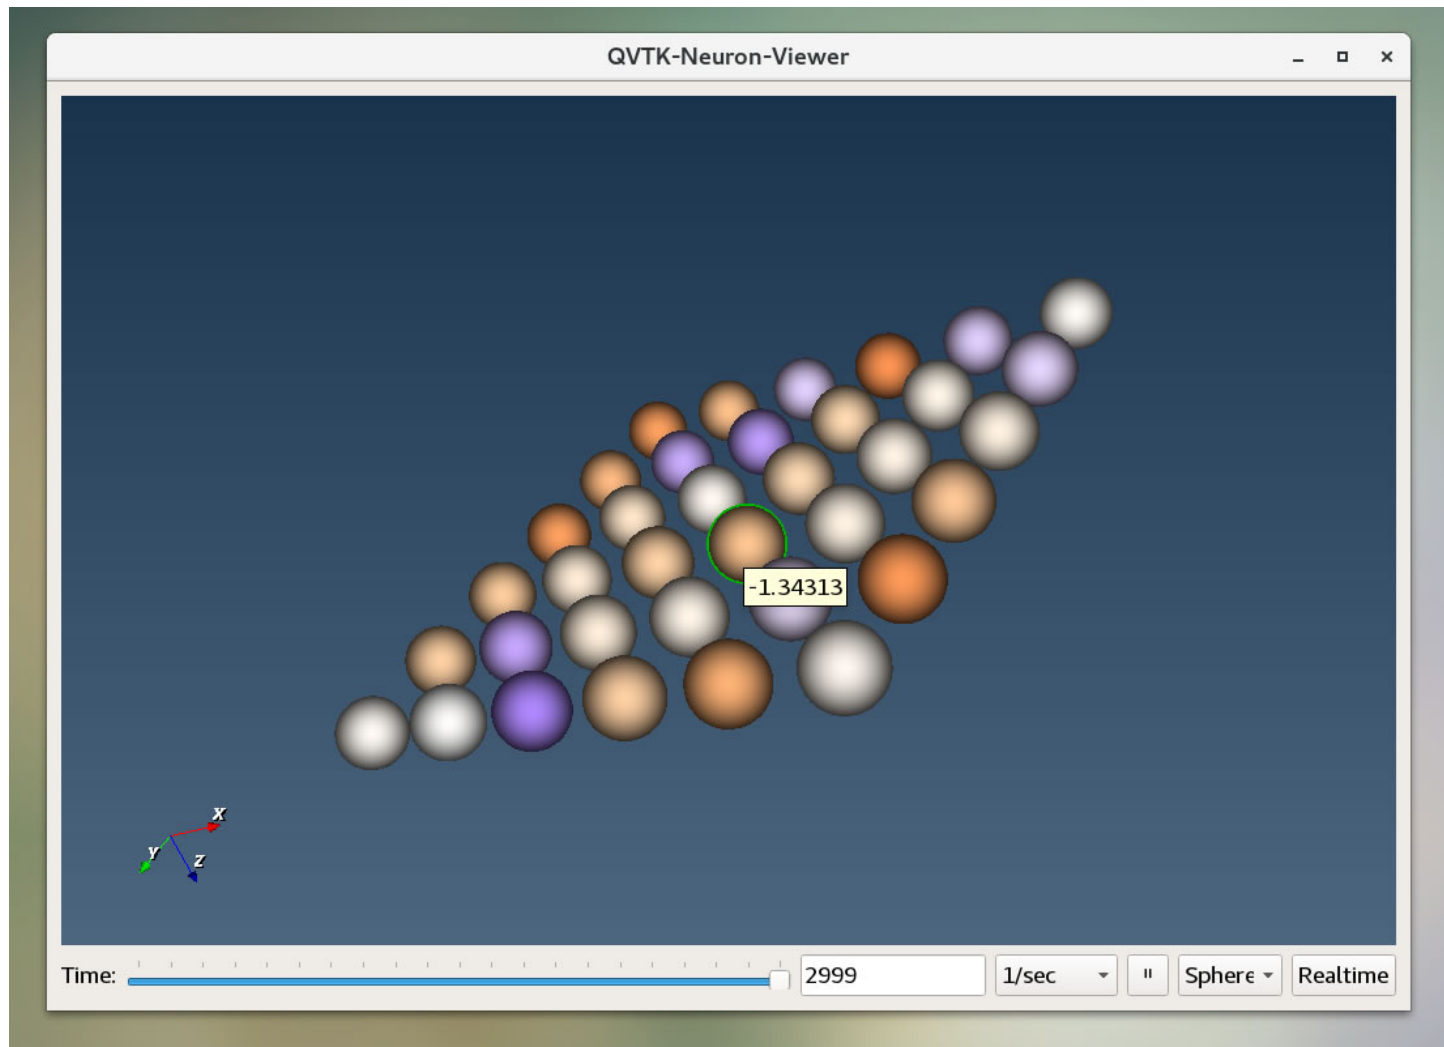 QVTK-Neuron-Viewer
-1.34313
X
Y
Z
Time:
2999
1/sec
Sphere
Realtime